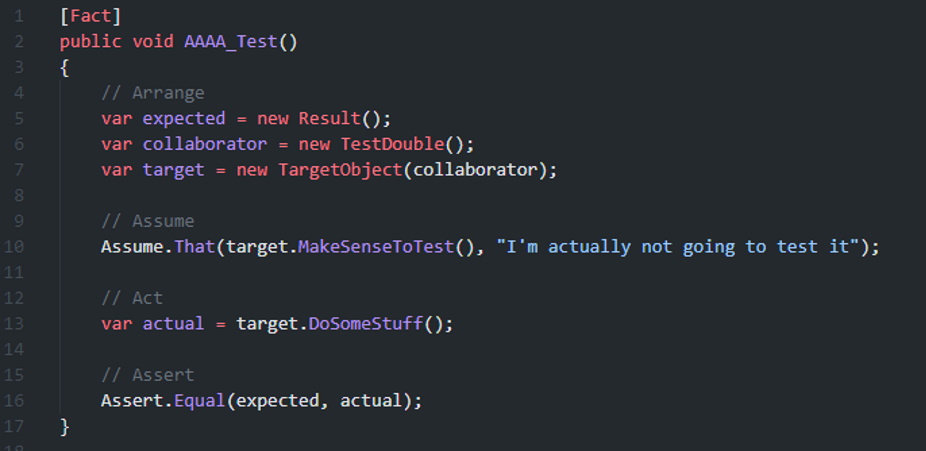 1 [Fact]
2 public void AAAA_Test()
3 {
4 // Arrange
5 var expected = new Result();
6 var collaborator = new TestDouble();
7 var target = new TargetObject(collaborator);
8
9 // Assume
10 Assume.That(target.MakeSenseToTest(), "I'm actually not going to test it");
11
12 // Act
13 var actual = target.DoSomeStuff();
14
15 // Assert
16 Assert.Equal(expected, actual);
17 }
18